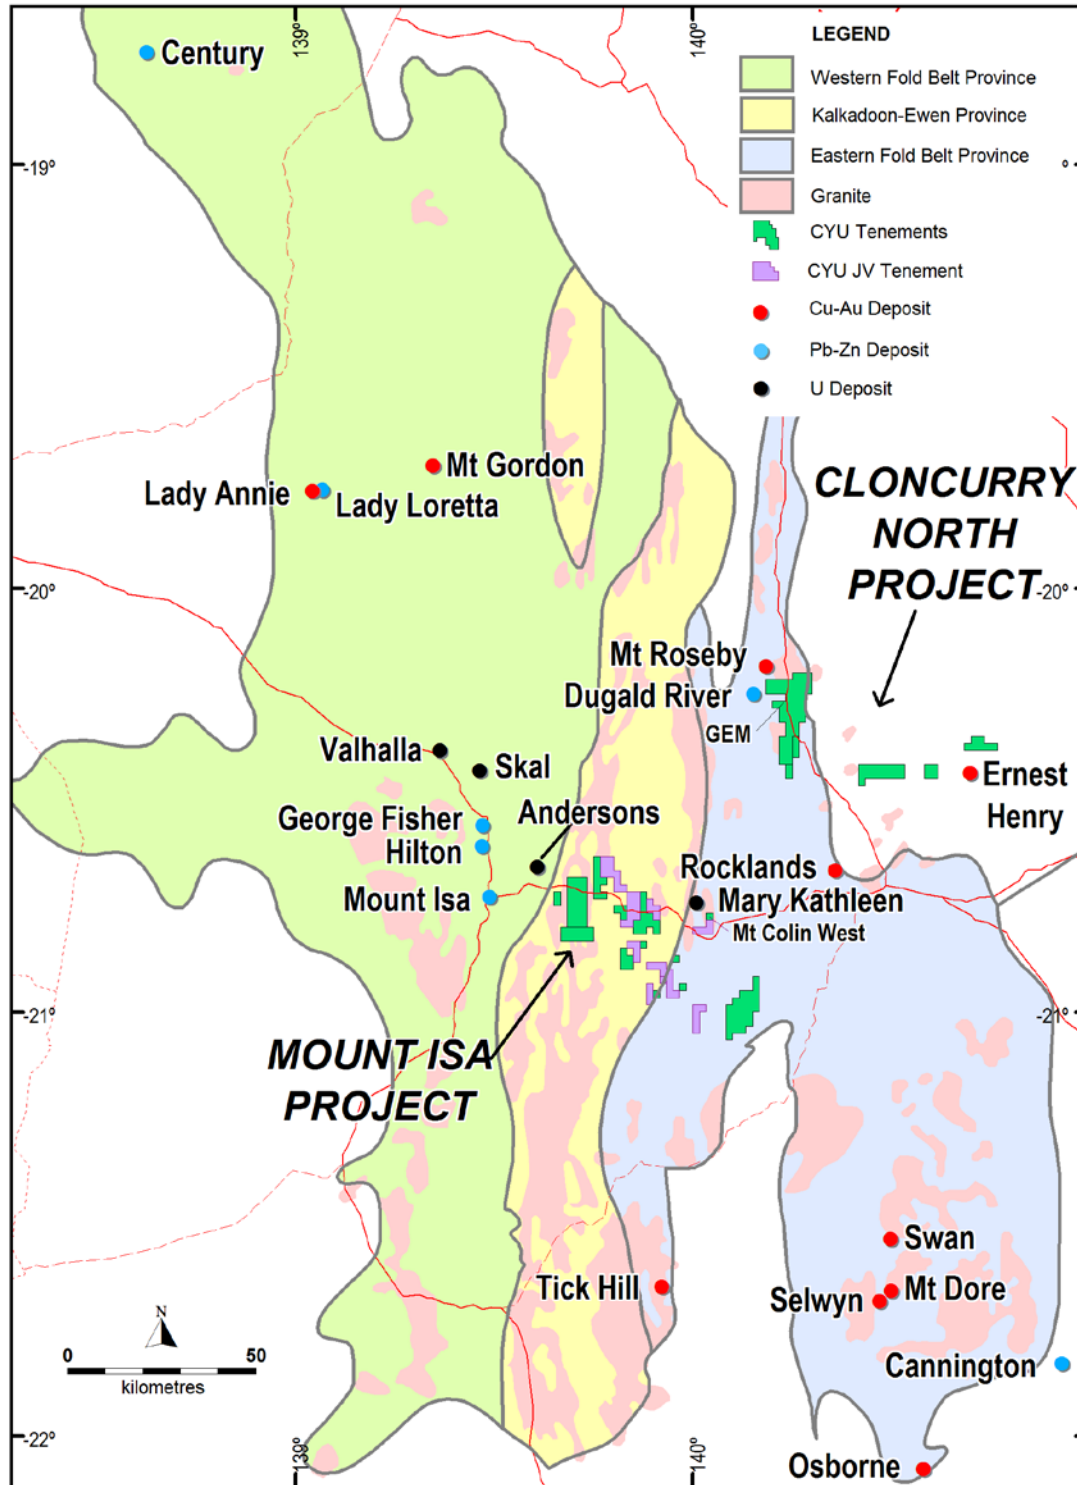 139°
140°
LEGEND
Western Fold Belt Province
Kalkadoon-Ewen Province
Eastern Fold Belt Province
Granite
CYU Tenements
CYU JV Tenement
Cu-Au Deposit
Pb-Zn Deposit
U Deposit
Century
-19°
°
Mt Gordon
Lady Annie
Lady Loretta
CLONCURRY
NORTH
PROJECT
-20°
-20°
Mt Roseby
Dugald River
GEM
Valhalla
Skal
Ernest
Henry
George Fisher
Hilton
Andersons
Mount Isa
Rocklands
Mary Kathleen
Mt Colin West
-21°
-21°
MOUNT ISA
PROJECT
Swan
Tick Hill
Mt Dore
Selwyn
Cannington
N
0 50
kilometres
-22°
Osborne
139°
140°